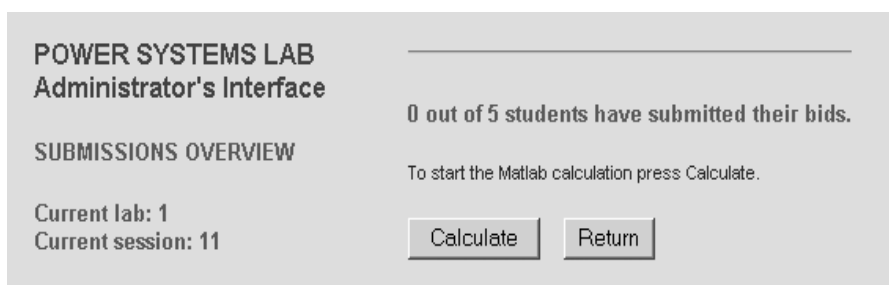 POWER SYSTEMS LAB
Administrator's Interface
SUBMISSIONS OVERVIEW
Current lab: 1
Current session: 11
0 out of 5 students have submitted their bids.
To start the Matlab calculation press Calculate.
Calculate
Return